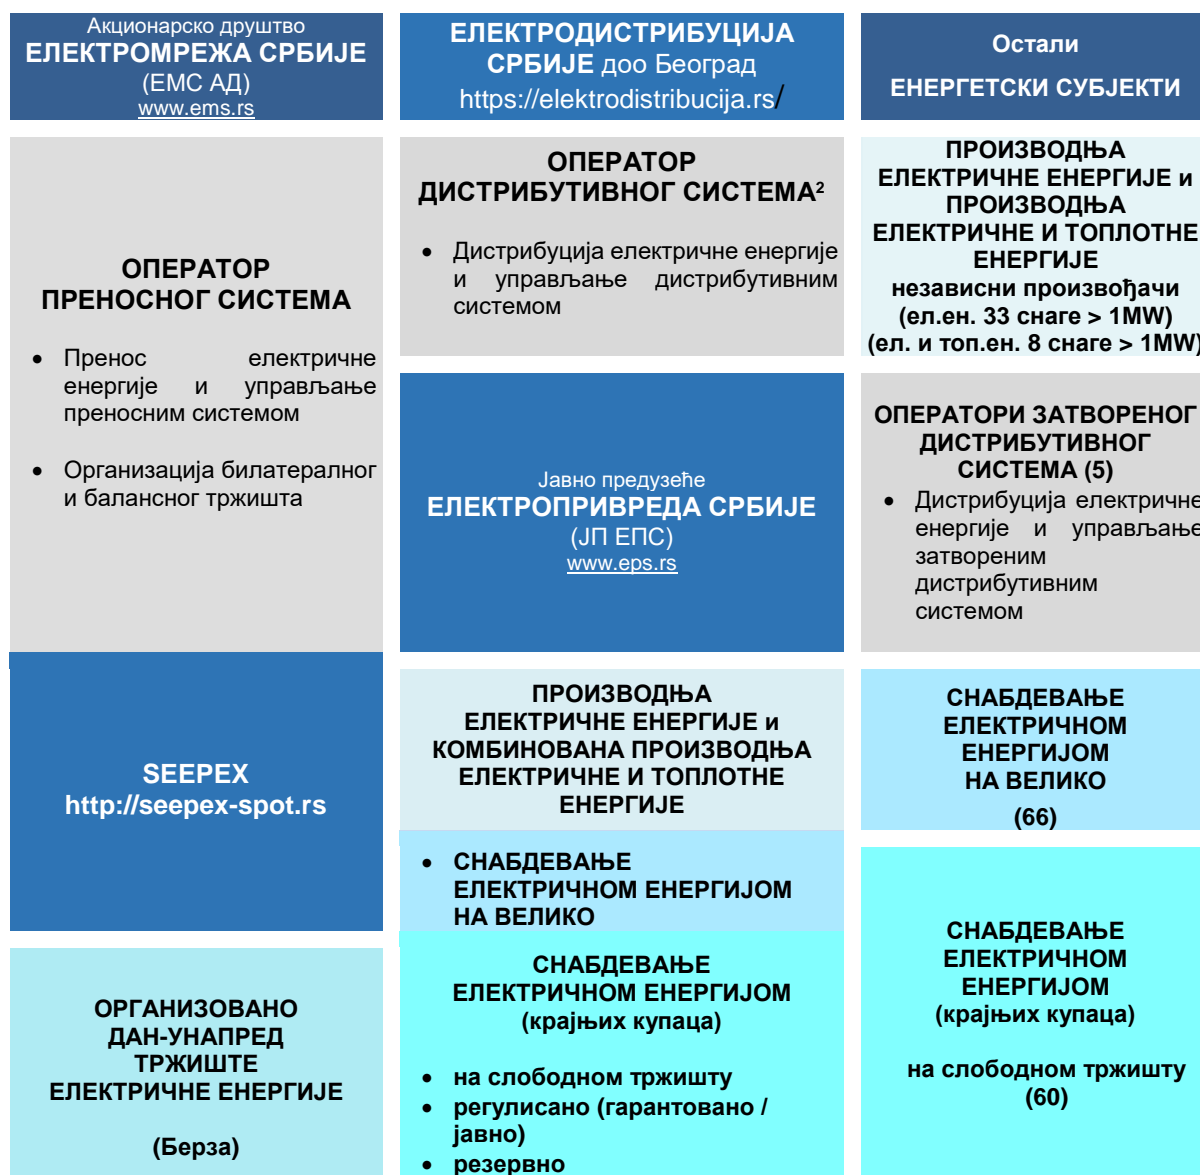 Акционарско друштво
ЕЛЕКТРОМРЕЖА СРБИЈЕ
(ЕМС АД)
www.ems.rs
ОПЕРАТОР
ПРЕНОСНОГ СИСТЕМА
• Пренос електричне
енергије и управљање
преносним системом
• Организација билатералног
и балансног тржишта
SEEPEX
http://seepex-spot.rs
ОРГАНИЗОВАНО
ДАН-УНАПРЕД
ТРЖИШТЕ
ЕЛЕКТРИЧНЕ ЕНЕРГИЈЕ
(Берза)
ЕЛЕКТРОДИСТРИБУЦИЈА
СРБИЈЕ доо Београд
https://elektrodistribucija.rs/
ОПЕРАТОР
ДИСТРИБУТИВНОГ СИСТЕМА²
• Дистрибуција електричне енергије
и управљање дистрибутивним
системом
Јавно предузеће
ЕЛЕКТРОПРИВРЕДА СРБИЈЕ
(ЈП ЕПС)
www.eps.rs
ПРОИЗВОДЊА
ЕЛЕКТРИЧНЕ ЕНЕРГИЈЕ и
КОМБИНОВАНА ПРОИЗВОДЊА
ЕЛЕКТРИЧНЕ И ТОПЛОТНЕ
ЕНЕРГИЈЕ
• СНАБДЕВАЊЕ
ЕЛЕКТРИЧНОМ ЕНЕРГИЈОМ
НА ВЕЛИКО
СНАБДЕВАЊЕ
ЕЛЕКТРИЧНОМ ЕНЕРГИЈОМ
(крајњих купаца)
• на слободном тржишту
• регулисано (гарантовано /
јавно)
• резервно
Остали
ЕНЕРГЕТСКИ СУБЈЕКТИ
ПРОИЗВОДЊА
ЕЛЕКТРИЧНЕ ЕНЕРГИЈЕ и
ПРОИЗВОДЊА
ЕЛЕКТРИЧНЕ И ТОПЛОТНЕ
ЕНЕРГИЈЕ
независни произвођачи
(ел.ен. 33 снаге > 1MW)
(ел. и топ.ен. 8 снаге > 1MW)
ОПЕРАТОРИ ЗАТВОРЕНОГ
ДИСТРИБУТИВНОГ
СИСТЕМА (5)
• Дистрибуција електричне
енергије и управљање
затвореним
дистрибутивним
системом
СНАБДЕВАЊЕ
ЕЛЕКТРИЧНОМ
ЕНЕРГИЈОМ
НА ВЕЛИКО
(66)
СНАБДЕВАЊЕ
ЕЛЕКТРИЧНОМ
ЕНЕРГИЈОМ
(крајњих купаца)
на слободном тржишту
(60)